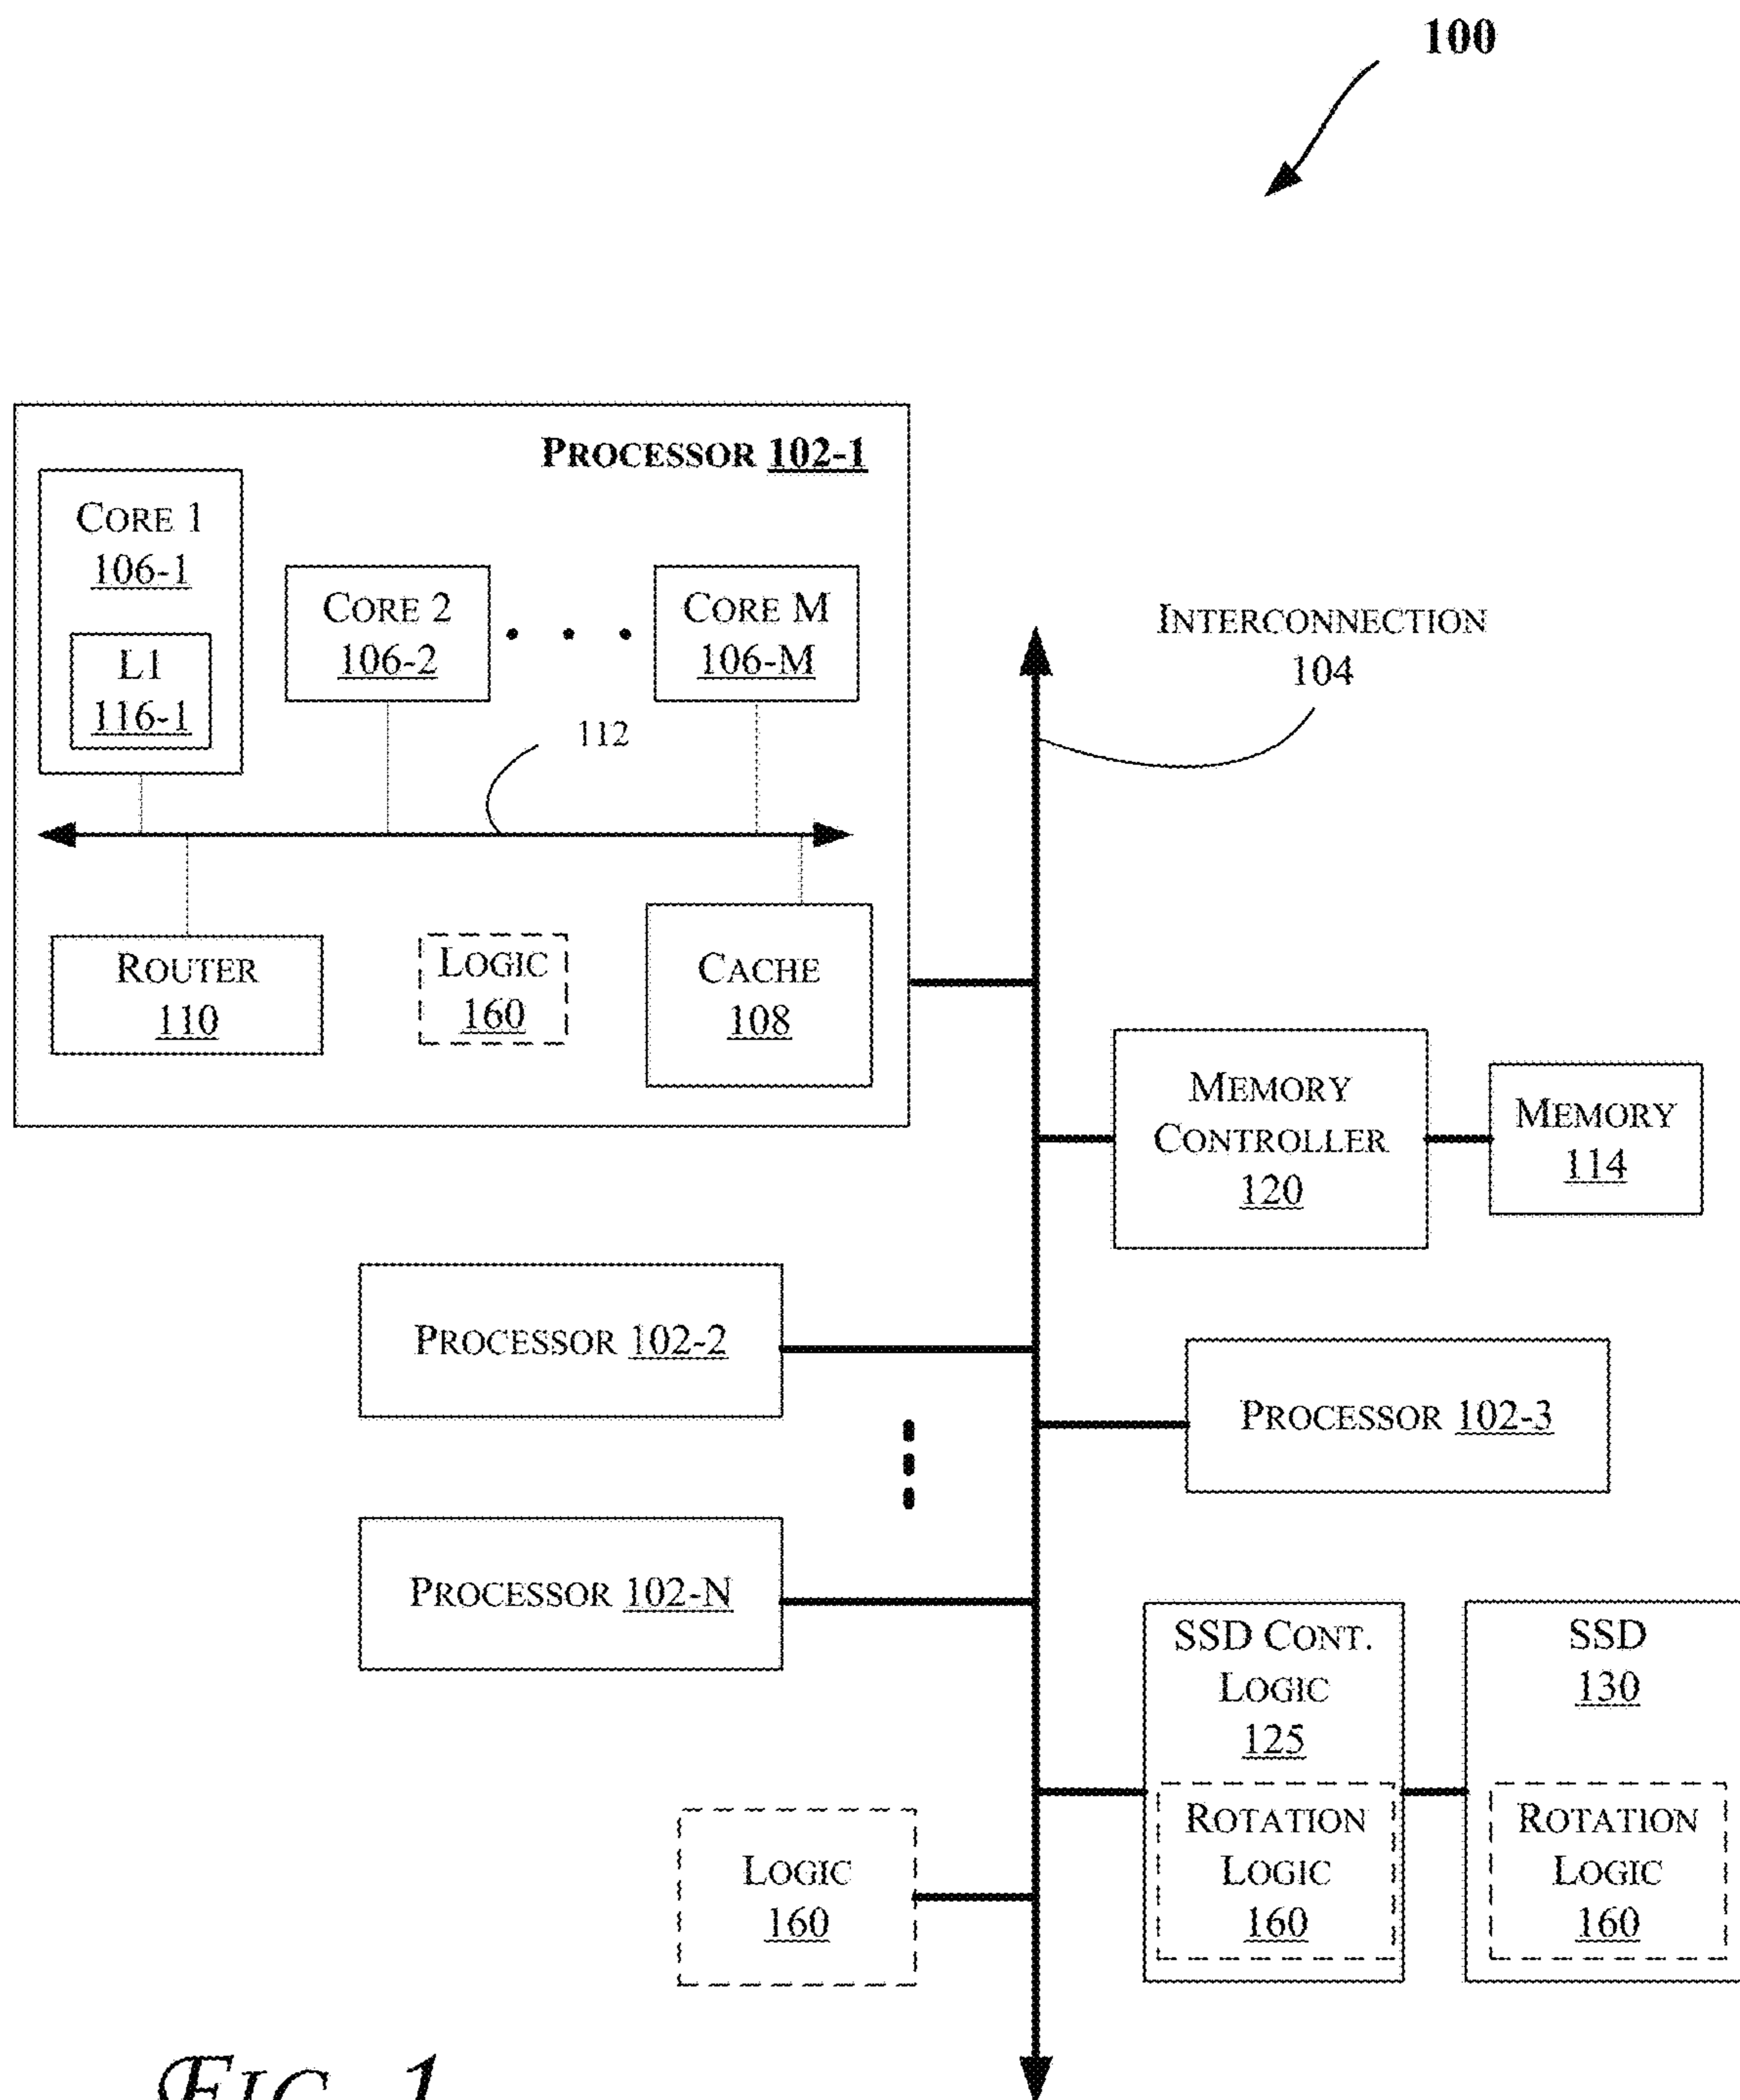 100
PROCESSOR 102-1
CORE 1
106-1
L1
116-1
CORE 2
106-2
CORE M
106-M
112
ROUTER
110
LOGIC
160
CACHE
108
INTERCONNECTION
104
MEMORY
CONTROLLER
120
MEMORY
114
PROCESSOR 102-2
PROCESSOR 102-3
PROCESSOR 102-N
SSD CONT.
LOGIC
125
ROTATION
LOGIC
160
SSD
130
ROTATION
LOGIC
160
LOGIC
160
FIG. 1